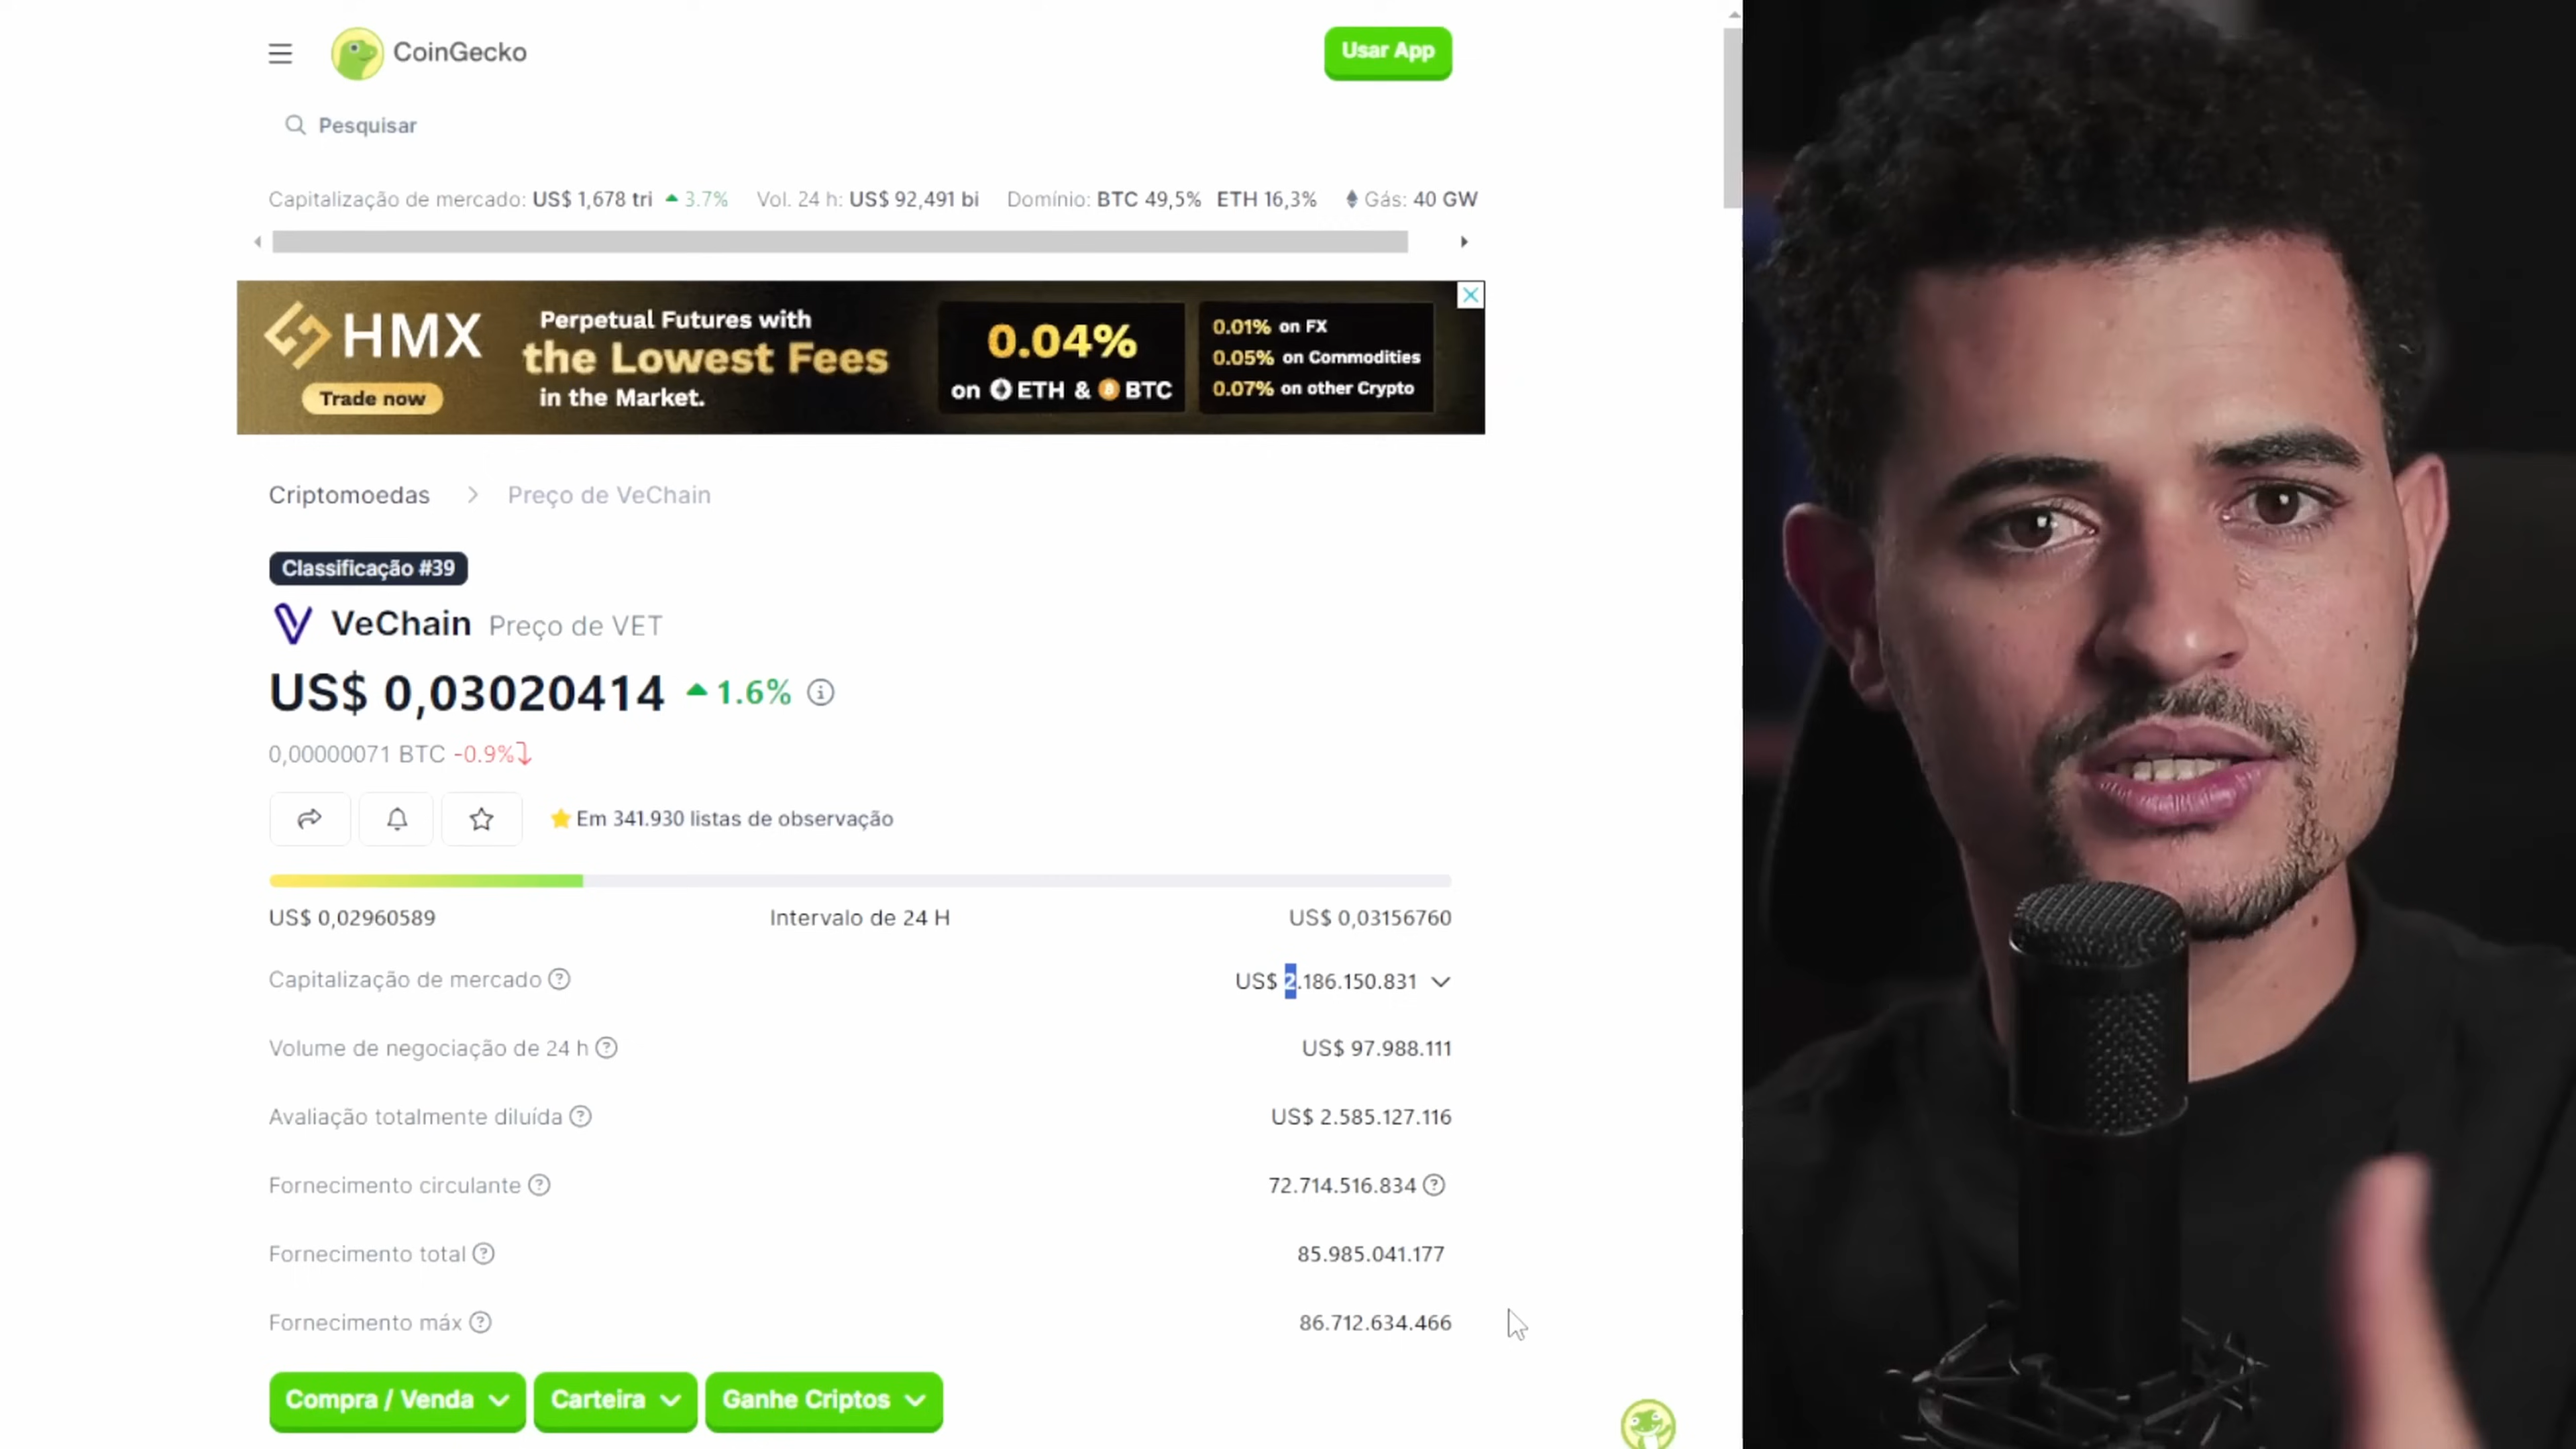 CoinGecko
Usar App
Pesquisar
Capitalização de mercado: US$ 1,678 tri 3.7% Vol. 24 h: US$ 92,491 bi Domínio: BTC 49,5% ETH 16,3% Gás: 40 GW
HMX
Trade now
Perpetual Futures with
the Lowest Fees
in the Market.
0.04%
on ETH & BTC
0.01% on FX
0.05% on Commodities
0.07% on other Crypto
Criptomoedas > Preço de VeChain
Classificação #39
VeChain Preço de VET
US$ 0,03020414 1.6%
0,00000071 BTC -0.9%
Em 341.930 listas de observação
US$ 0,02960589 Intervalo de 24 H US$ 0,03156760
Capitalização de mercado US$ 2.186.150.831
Volume de negociação de 24 h US$ 97.988.111
Avaliação totalmente diluída US$ 2.585.127.116
Fornecimento circulante 72.714.516.834
Fornecimento total 85.985.041.177
Fornecimento máx 86.712.634.466
Compra / Venda Carteira Ganhe Criptos